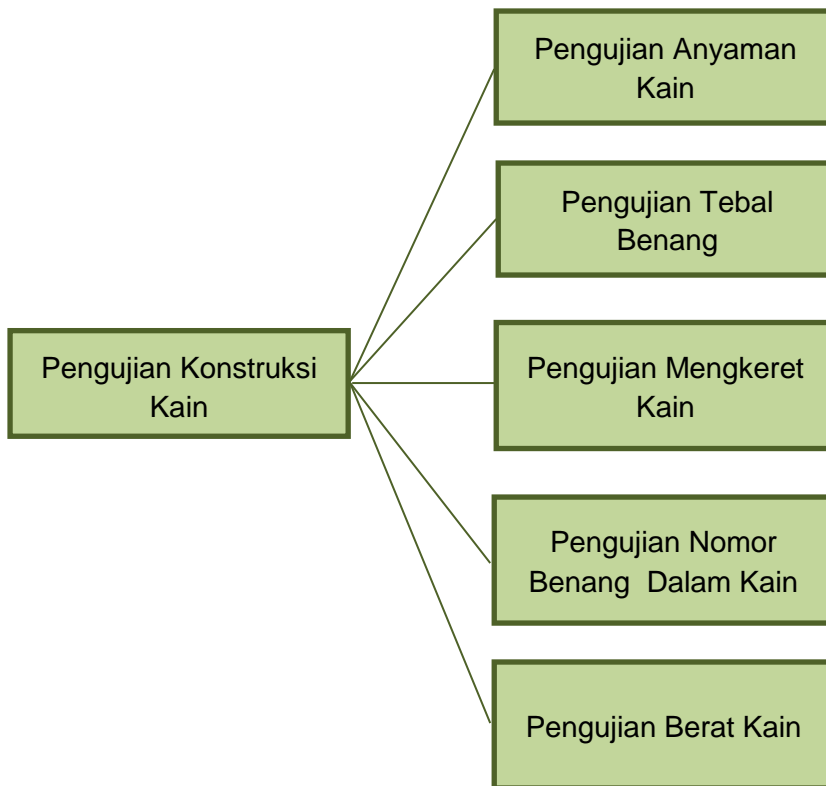 Pengujian Anyaman
Kain
Pengujian Tebal
Benang
Pengujian Konstruksi
Kain
Pengujian Mengkeret
Kain
Pengujian Nomor
Benang  Dalam Kain
Pengujian Berat Kain